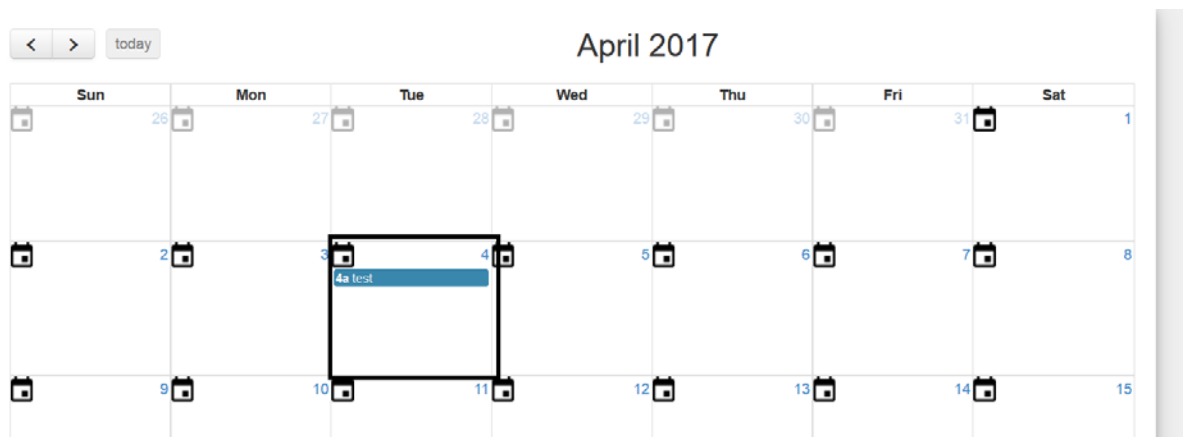 < > today April 2017
Sun Mon Tue Wed Thu Fri Sat
26 27 28 29 30 31 1
2 3 4 5 6 7 8
4a test
9 10 11 12 13 14 15